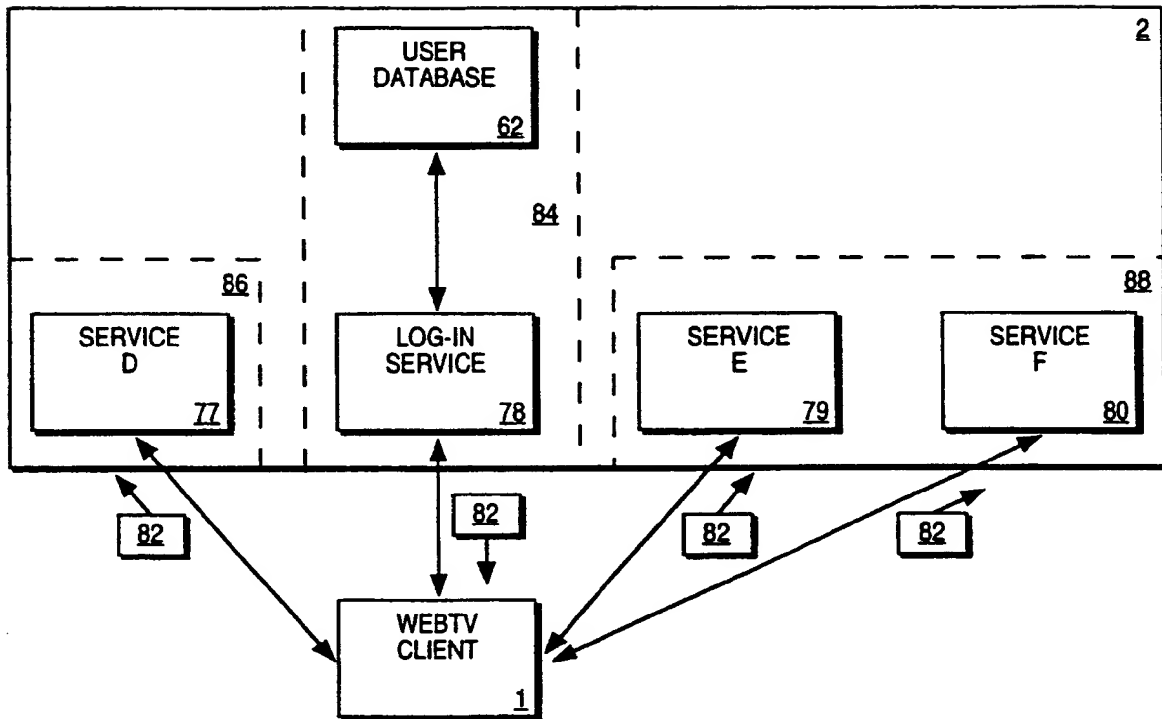 2
USER
DATABASE
62
84
86
88
SERVICE
D
77
LOG-IN
SERVICE
78
SERVICE
E
79
SERVICE
F
80
82
82
82
82
WEBTV
CLIENT
1